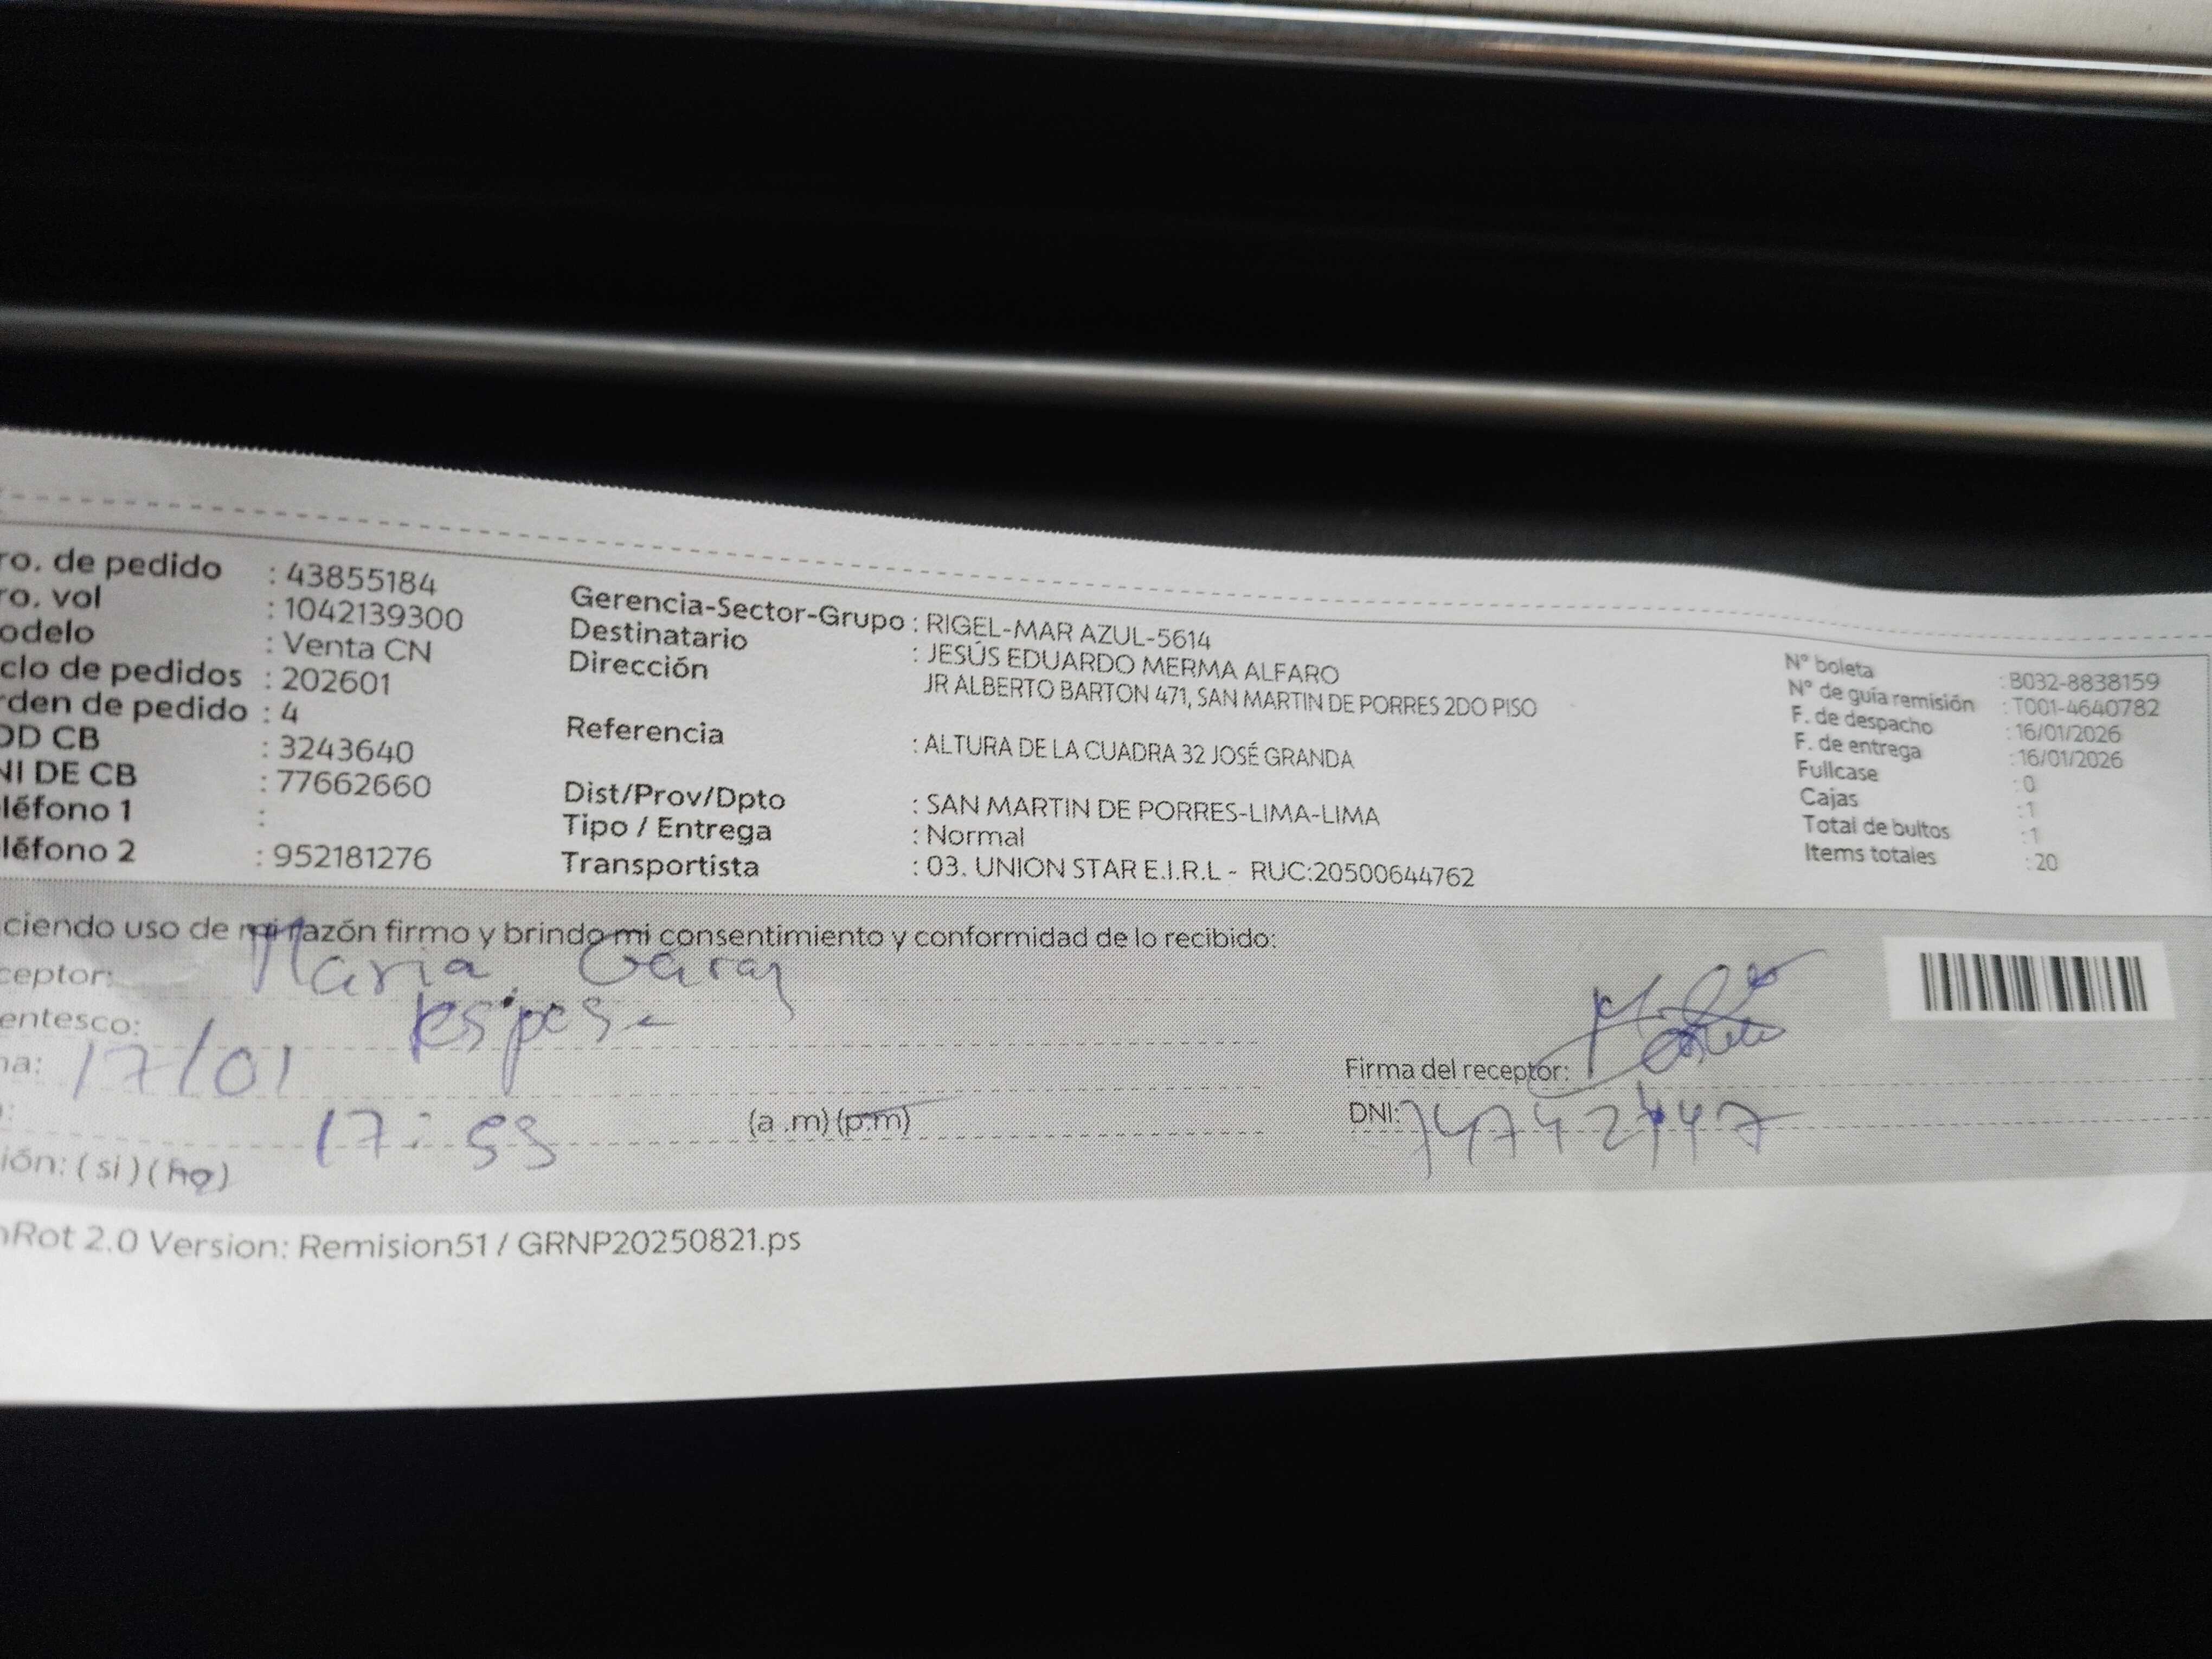 ro. de pedido : 43855184
ro. vol : 1042139300
odelo : Venta CN
clo de pedidos : 202601
rden de pedido : 4
OD CB : 3243640
NI DE CB : 77662660
léfono 1 :
léfono 2 : 952181276
Gerencia-Sector-Grupo : RIGEL-MAR AZUL-5614
Destinatario : JESÚS EDUARDO MERMA ALFARO
Dirección JR ALBERTO BARTON 471, SAN MARTIN DE PORRES 2DO PISO
Referencia : ALTURA DE LA CUADRA 32 JOSÉ GRANDA
Dist/Prov/Dpto : SAN MARTIN DE PORRES-LIMA-LIMA
Tipo / Entrega : Normal
Transportista : 03. UNION STAR E.I.R.L - RUC:20500644762
N° boleta : B032-8838159
N° de guía remisión : T001-4640782
F. de despacho : 16/01/2026
F. de entrega : 16/01/2026
Fullcase : 0
Cajas : 1
Total de bultos : 1
Items totales : 20
ciendo uso de mi razón firmo y brindo mi consentimiento y conformidad de lo recibido:
ceptor: Maria Garay
entesco:
na: 17/01
17:
(a .m) (p.m)
ión: ( si ) ( no )
Firma del receptor:
DNI:
nRot 2.0 Version: Remision51 / GRNP20250821.ps